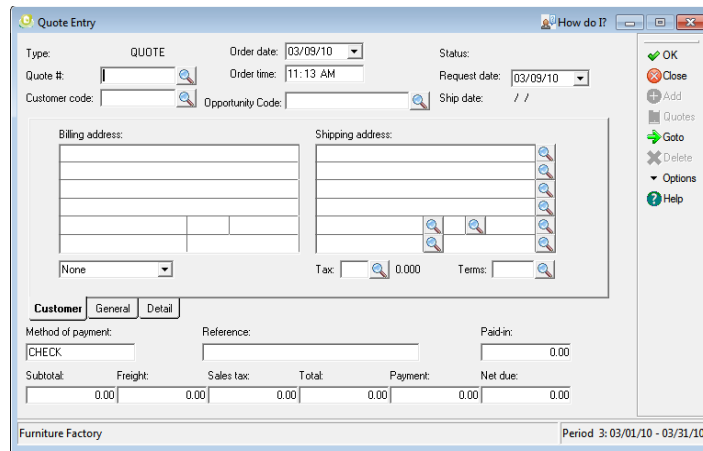 Quote Entry
How do I?
Type: QUOTE Order date: 03/09/10 Status:
Quote #: Order time: 11:13 AM Request date: 03/09/10
Customer code: Opportunity Code: Ship date: / /
OK
Close
Add
Quotes
Goto
Delete
Options
Help
Billing address: Shipping address:
None Tax: 0.000 Terms:
Customer General Detail
Method of payment: Reference: Paid-in:
CHECK 0.00
Subtotal: Freight: Sales tax: Total: Payment: Net due:
0.00 0.00 0.00 0.00 0.00 0.00
Furniture Factory Period 3: 03/01/10 - 03/31/10